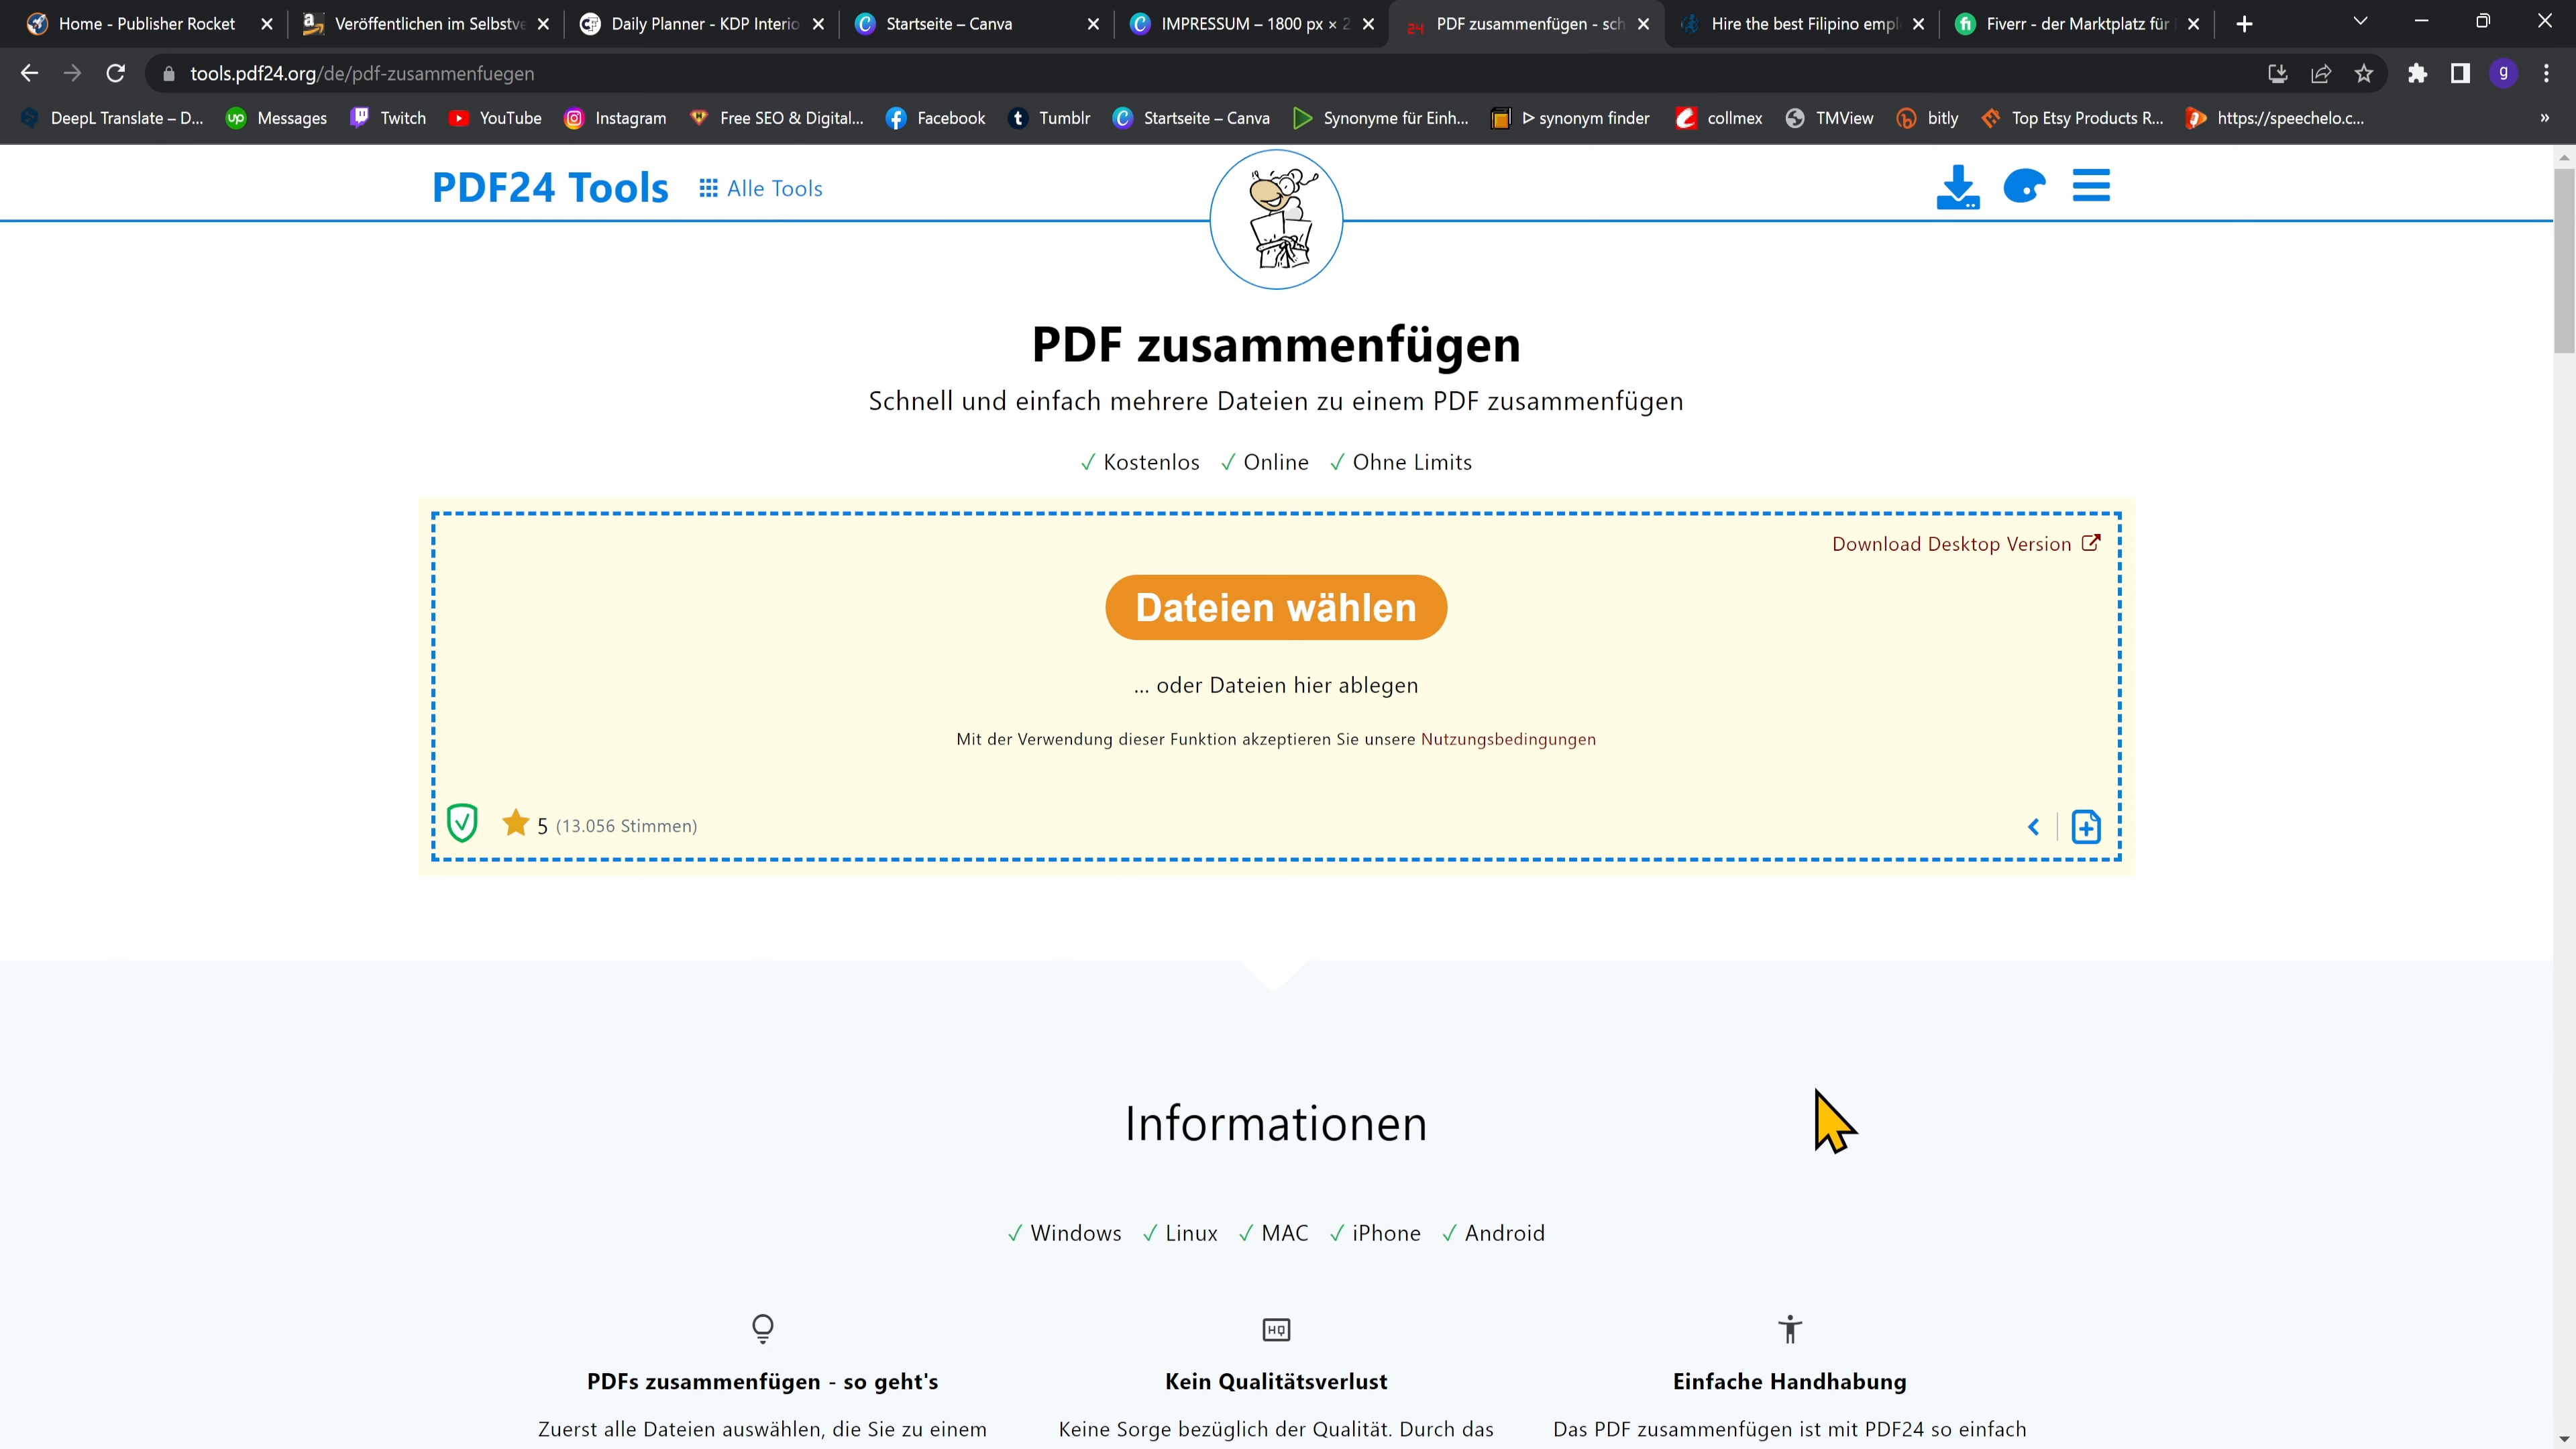 Home - Publisher Rocket
Veröffentlichen im Selbstve
Daily Planner - KDP Interio
Startseite – Canva
IMPRESSUM – 1800 px × 2
24 PDF zusammenfügen - sch
Hire the best Filipino empl
Fiverr - der Marktplatz für
tools.pdf24.org/de/pdf-zusammenfuegen
g
DeepL Translate – D...
Messages
Twitch
YouTube
Instagram
Free SEO & Digital...
Facebook
Tumblr
Startseite – Canva
Synonyme für Einh...
ᐅ synonym finder
collmex
TMView
bitly
Top Etsy Products R...
https://speechelo.c...
»
PDF24 Tools
Alle Tools
PDF zusammenfügen
Schnell und einfach mehrere Dateien zu einem PDF zusammenfügen
✓ Kostenlos ✓ Online ✓ Ohne Limits
Download Desktop Version
Dateien wählen
... oder Dateien hier ablegen
Mit der Verwendung dieser Funktion akzeptieren Sie unsere Nutzungsbedingungen
5 (13.056 Stimmen)
Informationen
✓ Windows ✓ Linux ✓ MAC ✓ iPhone ✓ Android
HQ
PDFs zusammenfügen - so geht's
Zuerst alle Dateien auswählen, die Sie zu einem
Kein Qualitätsverlust
Keine Sorge bezüglich der Qualität. Durch das
Einfache Handhabung
Das PDF zusammenfügen ist mit PDF24 so einfach